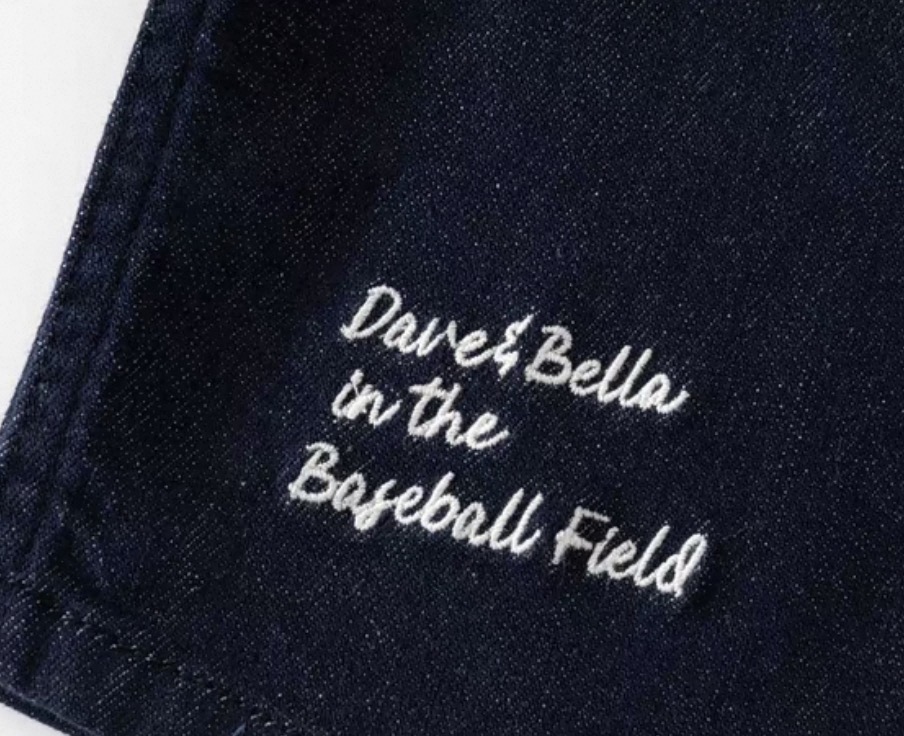 Dave&Bella
in the
Baseball Field